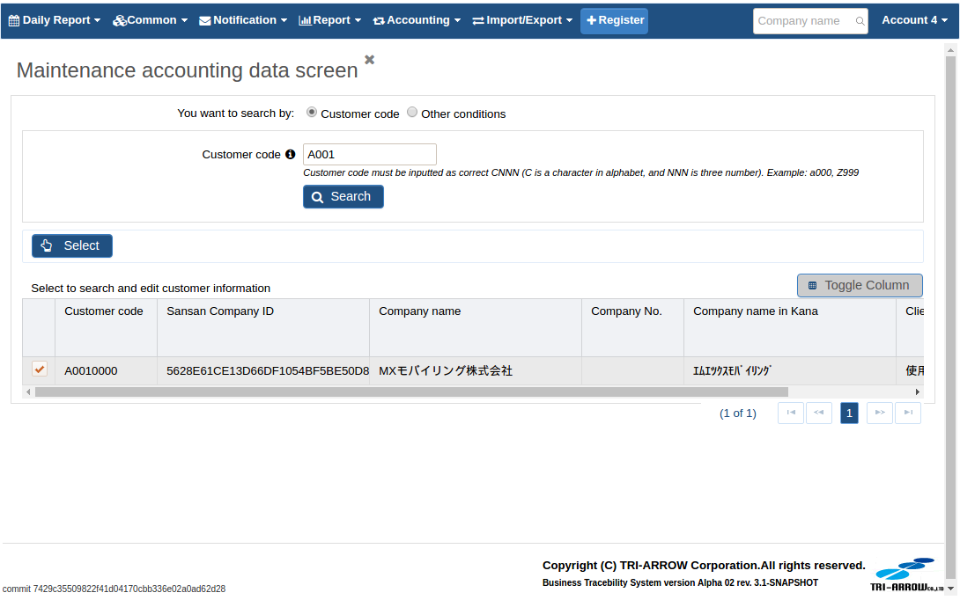 Daily Report Common Notification Report Accounting Import/Export Register Company name Account 4
Maintenance accounting data screen
You want to search by: Customer code Other conditions
Customer code A001
Customer code must be inputted as correct CNNN (C is a character in alphabet, and NNN is three number). Example: a000, Z999
Search
Select
Toggle Column
Select to search and edit customer information
Customer code Sansan Company ID Company name Company No. Company name in Kana Clie
A0010000 5628E61CE13D66DF1054BF5BE50D8 MXモバイリング株式会社 エムエックスモバイリング 使用
(1 of 1) 1
Copyright (C) TRI-ARROW Corporation.All rights reserved.
Business Tracebility System version Alpha 02 rev. 3.1-SNAPSHOT
TRI-ARROW CO.,LTD
commit 7429c35509822f41d04170cbb336e02a0ad62d28